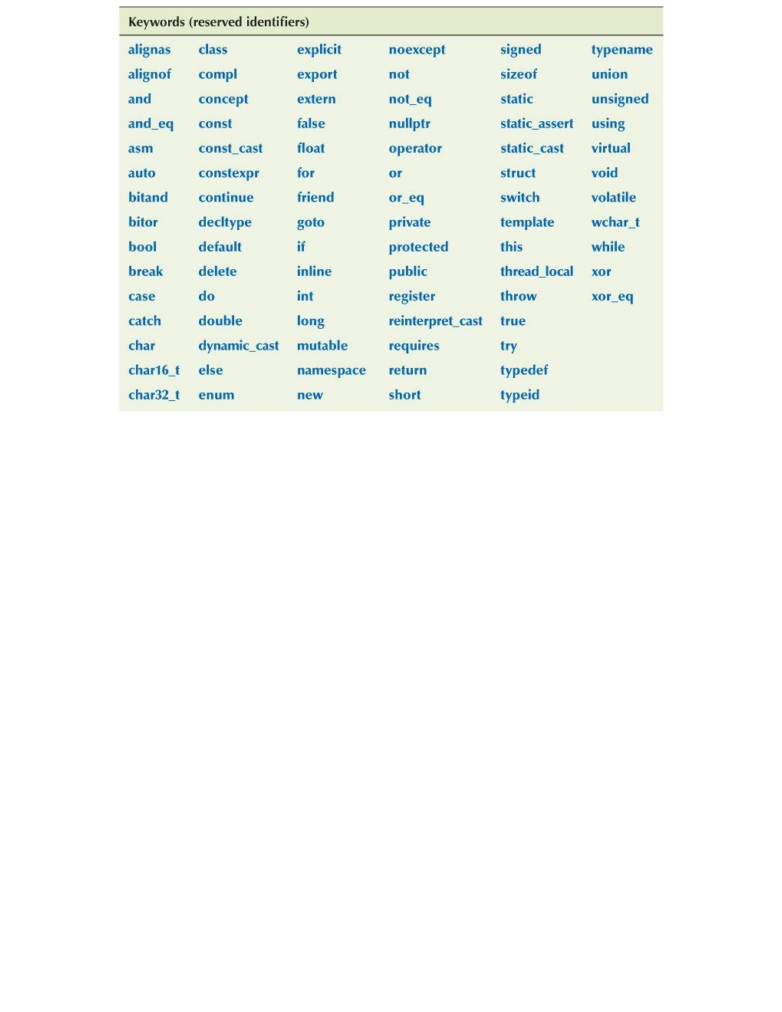 Keywords (reserved identifiers)
alignas class explicit noexcept signed typename
alignof compl export not sizeof union
and concept extern not_eq static unsigned
and_eq const false nullptr static_assert using
asm const_cast float operator static_cast virtual
auto constexpr for or struct void
bitand continue friend or_eq switch volatile
bitor decltype goto private template wchar_t
bool default if protected this while
break delete inline public thread_local xor
case do int register throw xor_eq
catch double long reinterpret_cast true
char dynamic_cast mutable requires try
char16_t else namespace return typedef
char32_t enum new short typeid